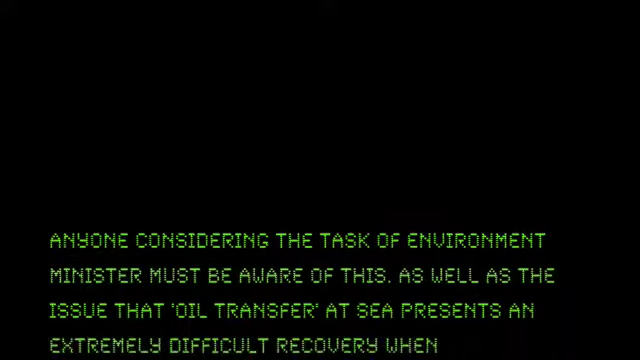 ANYONE CONSIDERING THE TASK OF ENVIRONMENT
MINISTER MUST BE AWARE OF THIS. AS WELL AS THE
ISSUE THAT 'OIL TRANSFER' AT SEA PRESENTS AN
EXTREMELY DIFFICULT RECOVERY WHEN